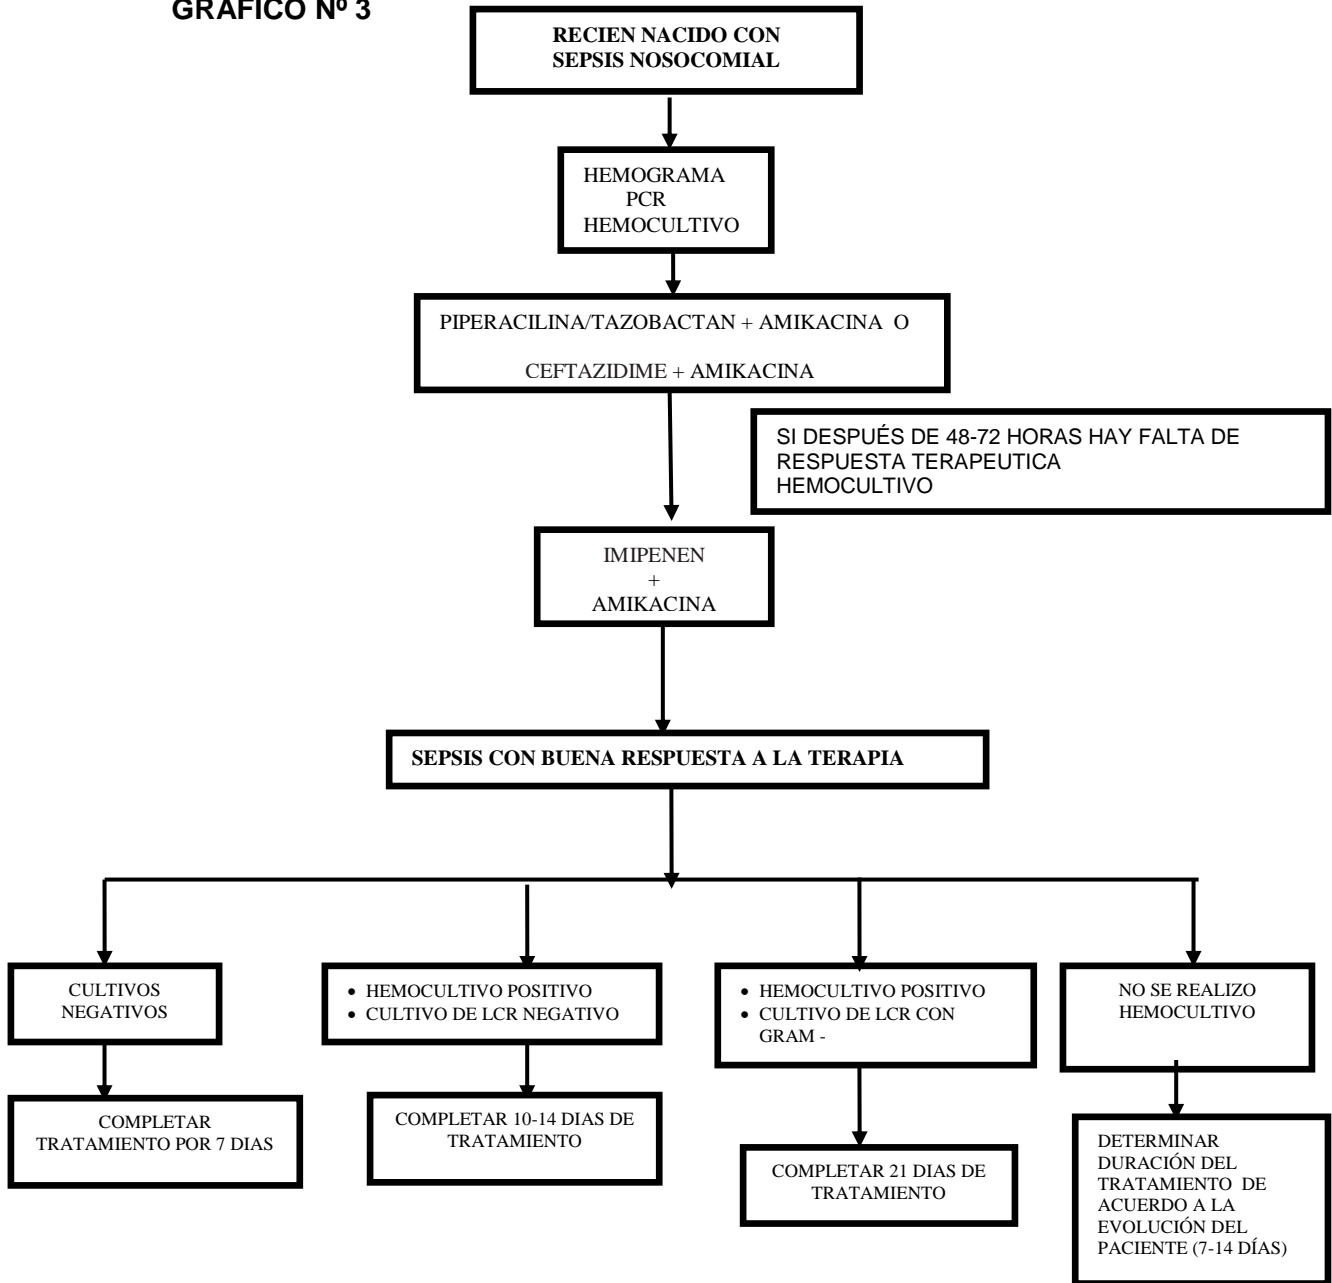 GRAFICO Nº 3
RECIEN NACIDO CON
SEPSIS NOSOCOMIAL
HEMOGRAMA
PCR
HEMOCULTIVO
PIPERACILINA/TAZOBACTAN + AMIKACINA O
CEFTAZIDIME + AMIKACINA
SI DESPUÉS DE 48-72 HORAS HAY FALTA DE
RESPUESTA TERAPEUTICA
HEMOCULTIVO
IMIPENEN
+
AMIKACINA
SEPSIS CON BUENA RESPUESTA A LA TERAPIA
CULTIVOS
NEGATIVOS
• HEMOCULTIVO POSITIVO
• CULTIVO DE LCR NEGATIVO
• HEMOCULTIVO POSITIVO
• CULTIVO DE LCR CON
GRAM -
NO SE REALIZO
HEMOCULTIVO
COMPLETAR
TRATAMIENTO POR 7 DIAS
COMPLETAR 10-14 DIAS DE
TRATAMIENTO
COMPLETAR 21 DIAS DE
TRATAMIENTO
DETERMINAR
DURACIÓN DEL
TRATAMIENTO DE
ACUERDO A LA
EVOLUCIÓN DEL
PACIENTE (7-14 DÍAS)